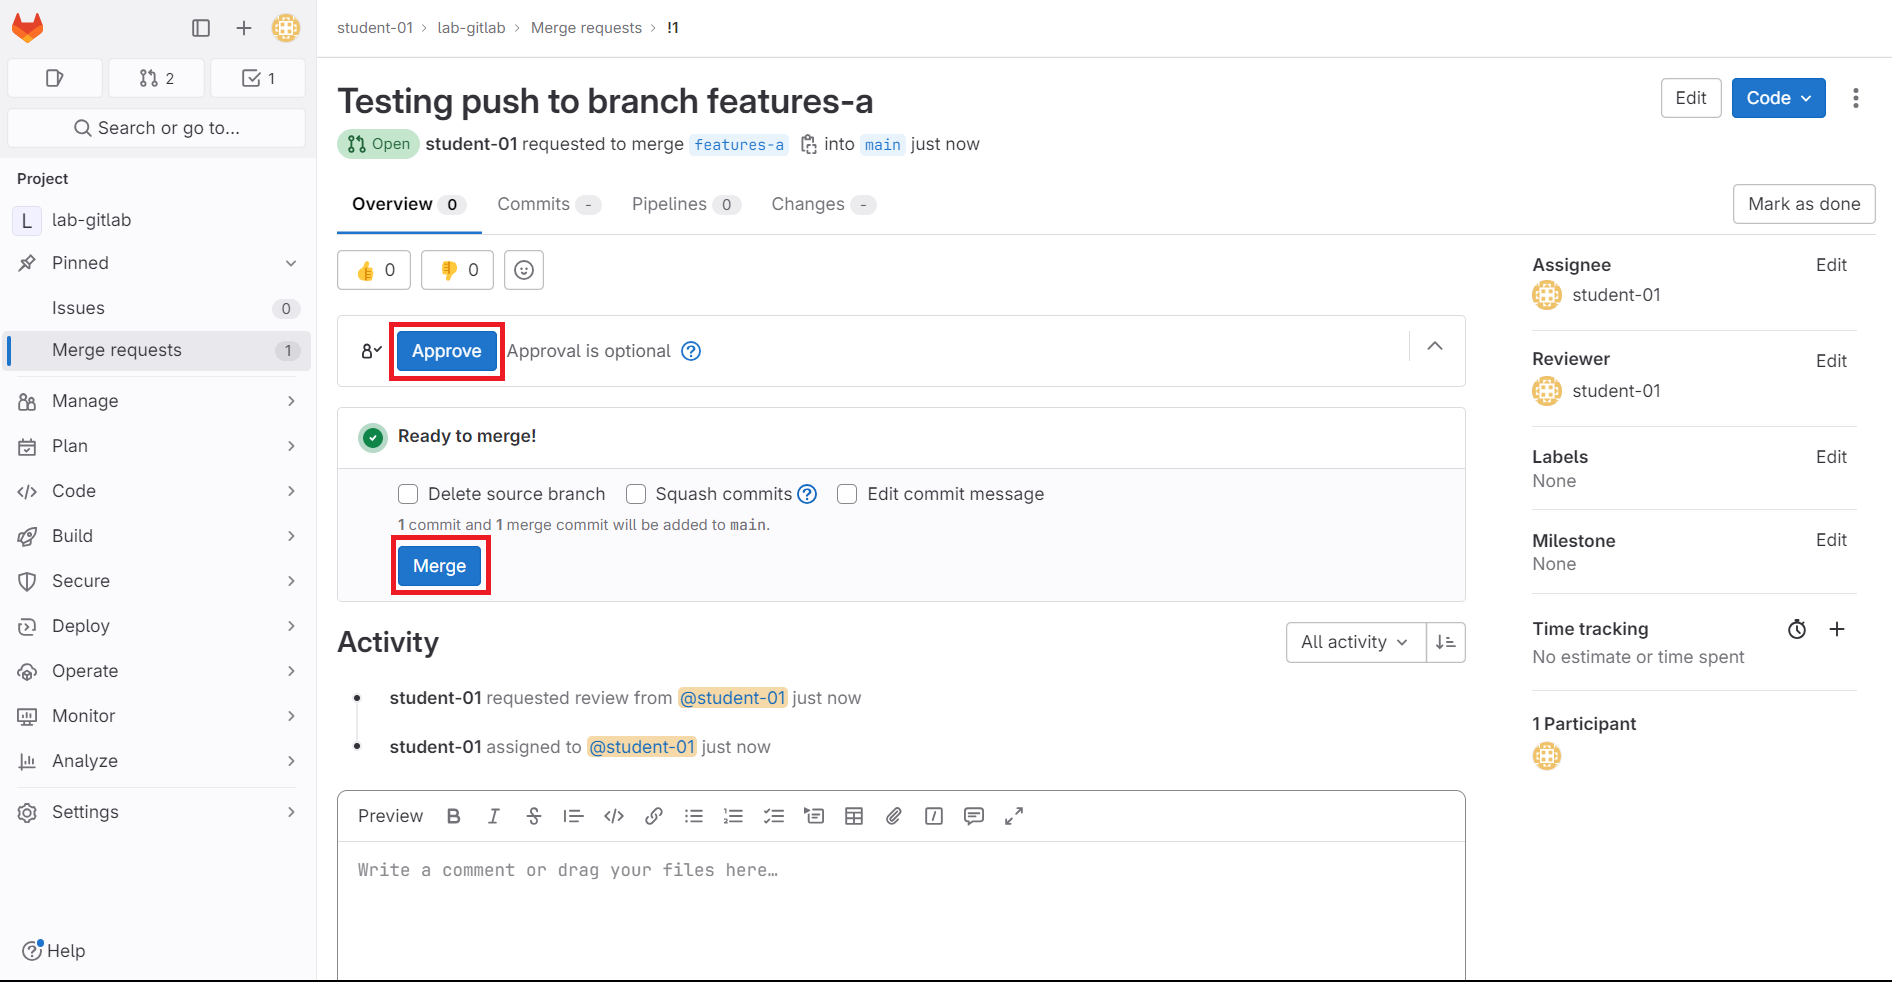 student-01 › lab-gitlab › Merge requests › !1
2
1
Search or go to...
Project
L lab-gitlab
Pinned
Issues 0
Merge requests 1
Manage
Plan
Code
Build
Secure
Deploy
Operate
Monitor
Analyze
Settings
Help
Testing push to branch features-a
Edit
Code
Open student-01 requested to merge features-a into main just now
Overview 0
Commits -
Pipelines 0
Changes -
Mark as done
0
0
Approve
Approval is optional
Ready to merge!
Delete source branch
Squash commits
Edit commit message
1 commit and 1 merge commit will be added to main.
Merge
Activity
All activity
student-01 requested review from @student-01 just now
student-01 assigned to @student-01 just now
Preview
Write a comment or drag your files here…
Assignee Edit
student-01
Reviewer Edit
student-01
Labels Edit
None
Milestone Edit
None
Time tracking
No estimate or time spent
1 Participant